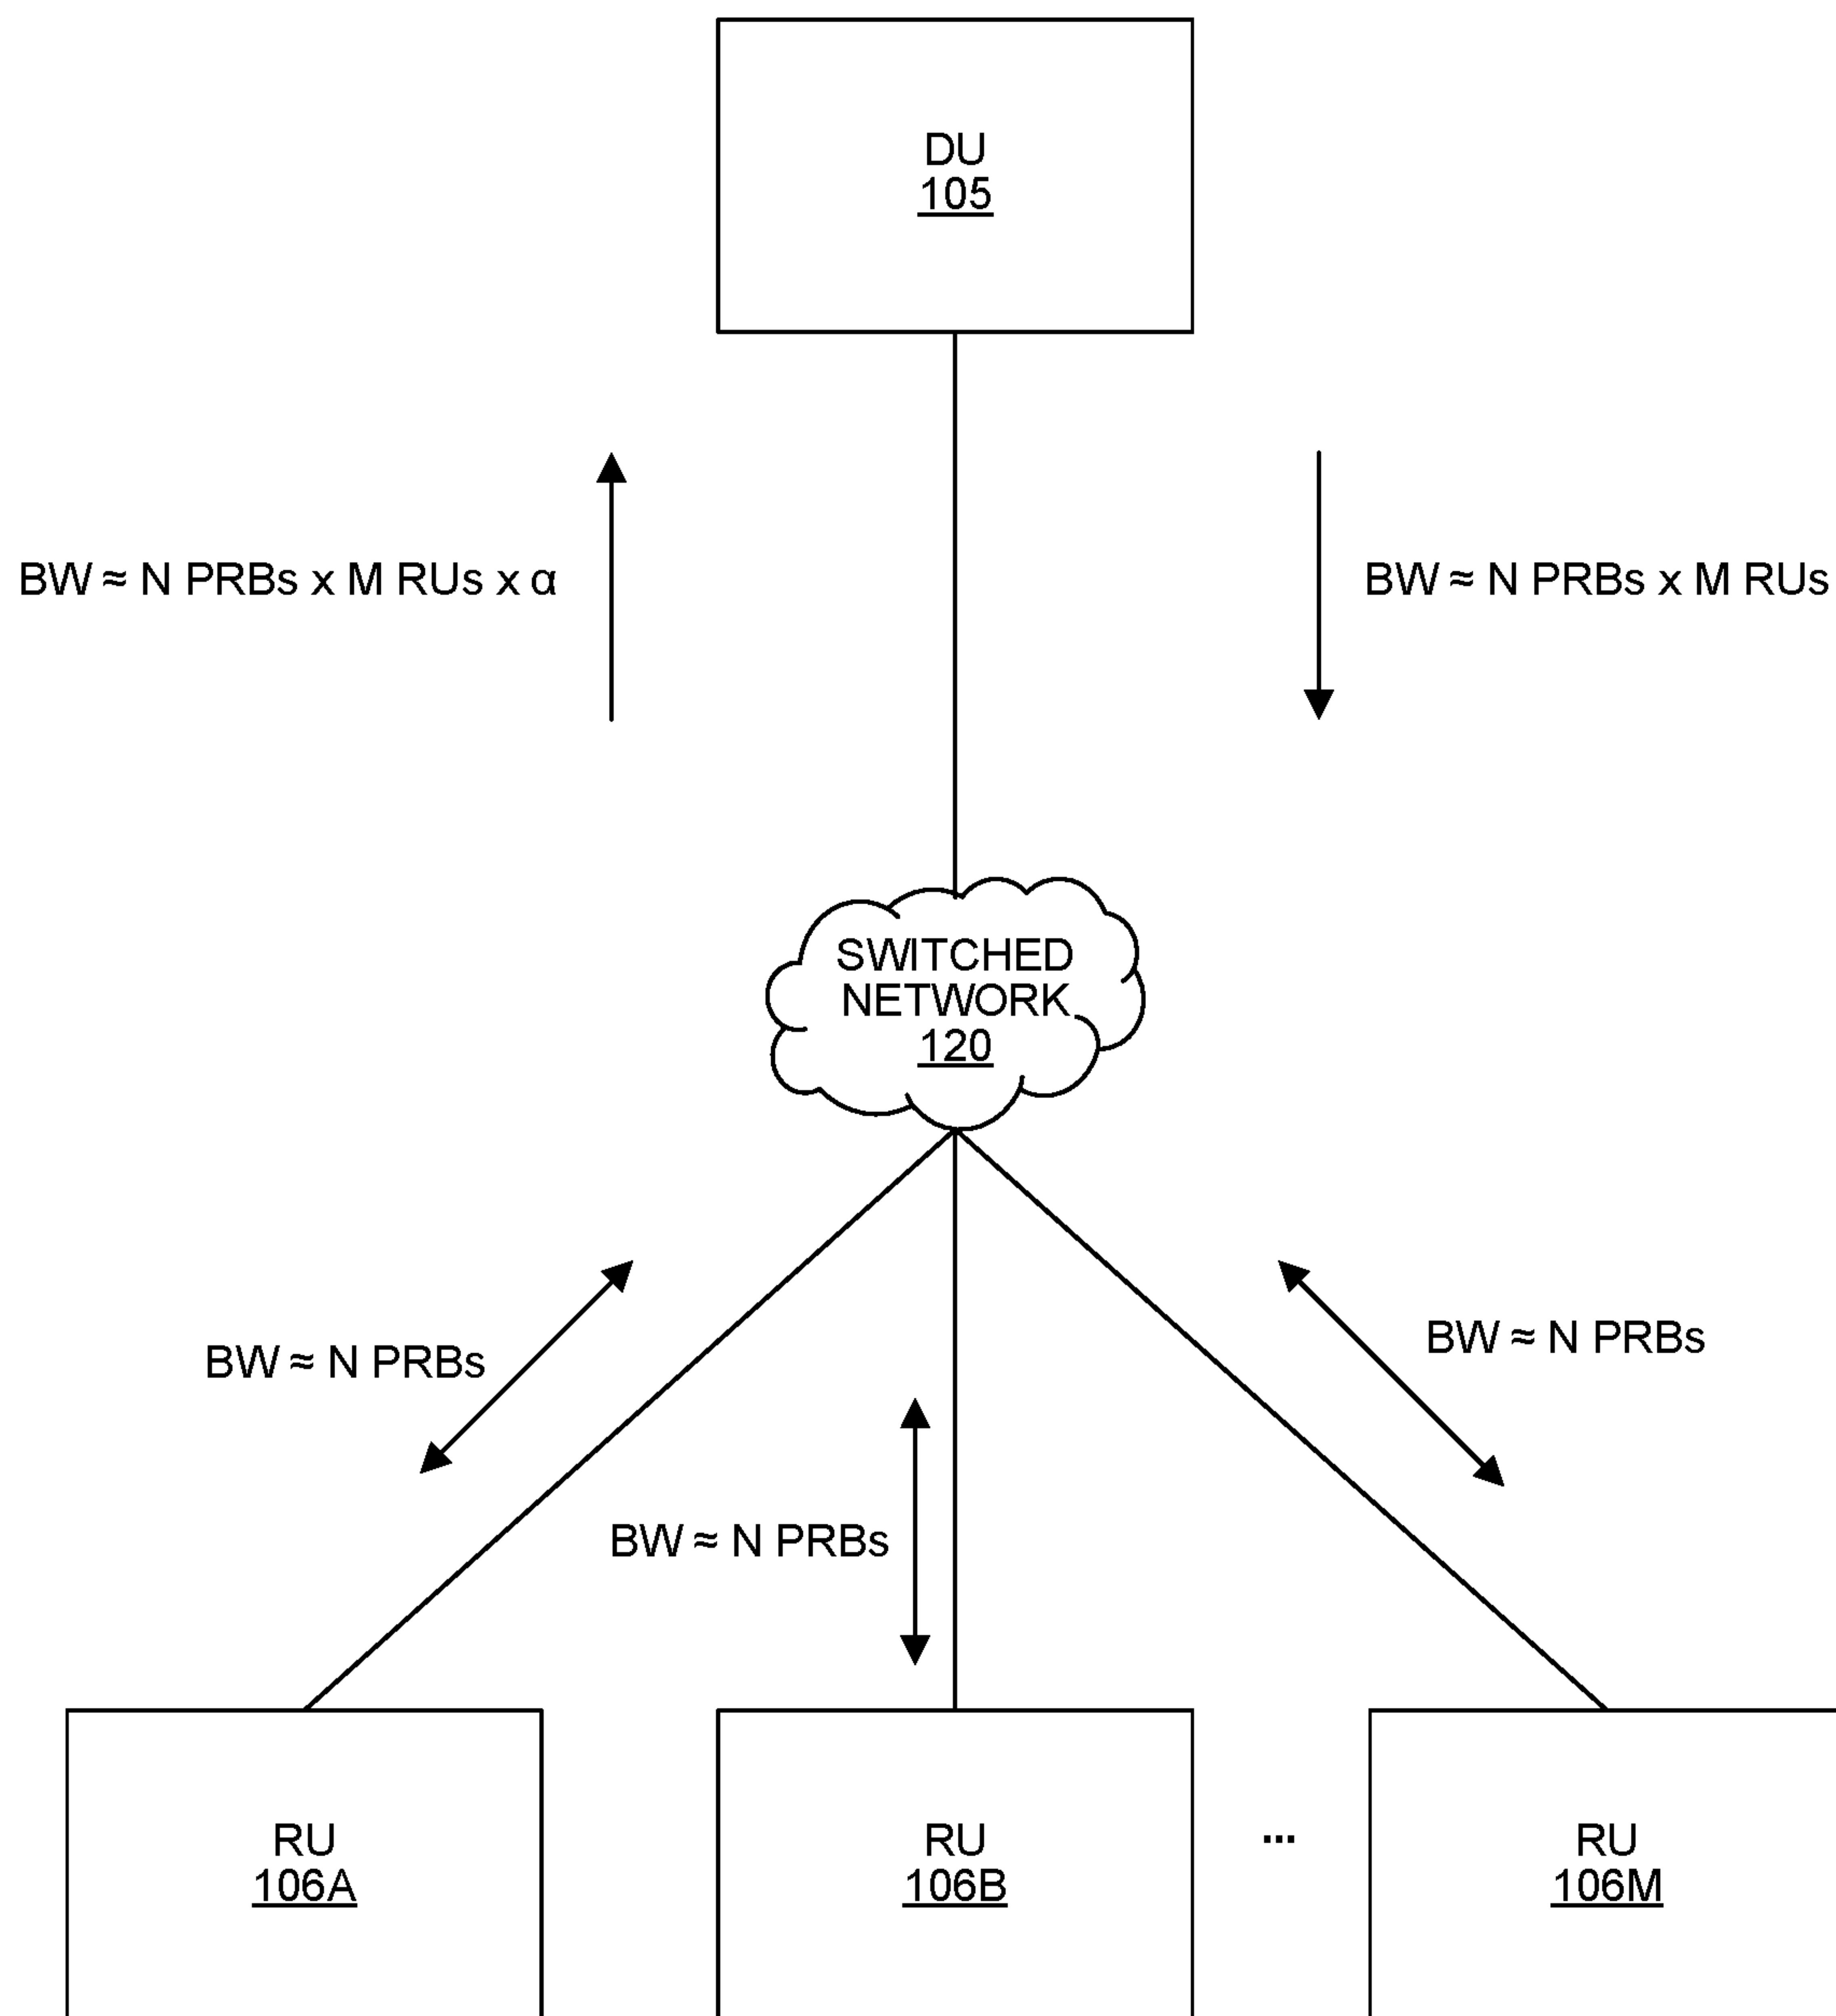 DU
105
BW ≈ N PRBs x M RUs x α
BW ≈ N PRBs x M RUs
SWITCHED
NETWORK
120
BW ≈ N PRBs
BW ≈ N PRBs
BW ≈ N PRBs
RU
106A
RU
106B
...
RU
106M